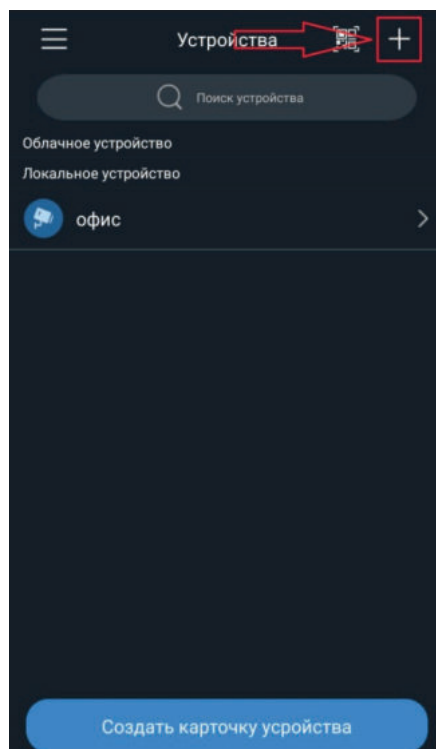 Устройства
Поиск устройства
Облачное устройство
Локальное устройство
офис
Создать карточку усройства